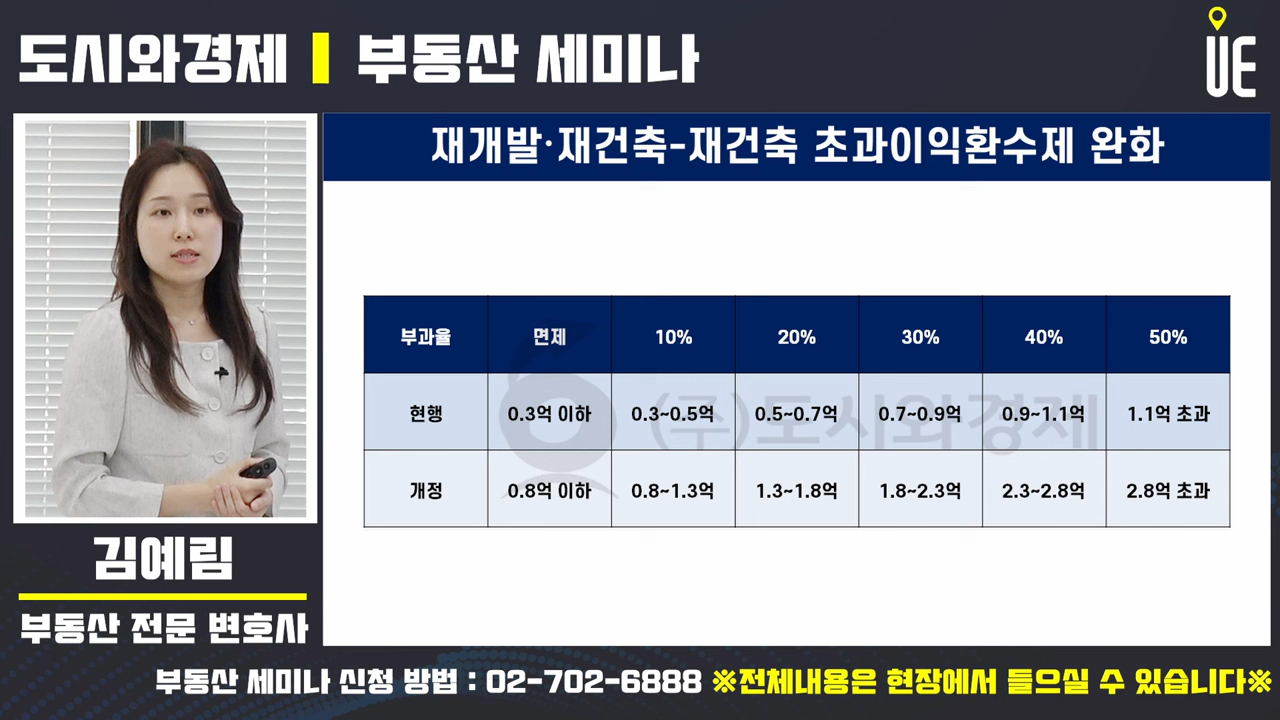 도시와경제 | 부동산 세미나
UE
재개발·재건축-재건축 초과이익환수제 완화
부과율 면제 10% 20% 30% 40% 50%
현행 0.3억 이하 0.3~0.5억 0.5~0.7억 0.7~0.9억 0.9~1.1억 1.1억 초과
개정 0.8억 이하 0.8~1.3억 1.3~1.8억 1.8~2.3억 2.3~2.8억 2.8억 초과
(주)도시와경제
김예림
부동산 전문 변호사
부동산 세미나 신청 방법 : 02-702-6888 ※전체내용은 현장에서 들으실 수 있습니다※